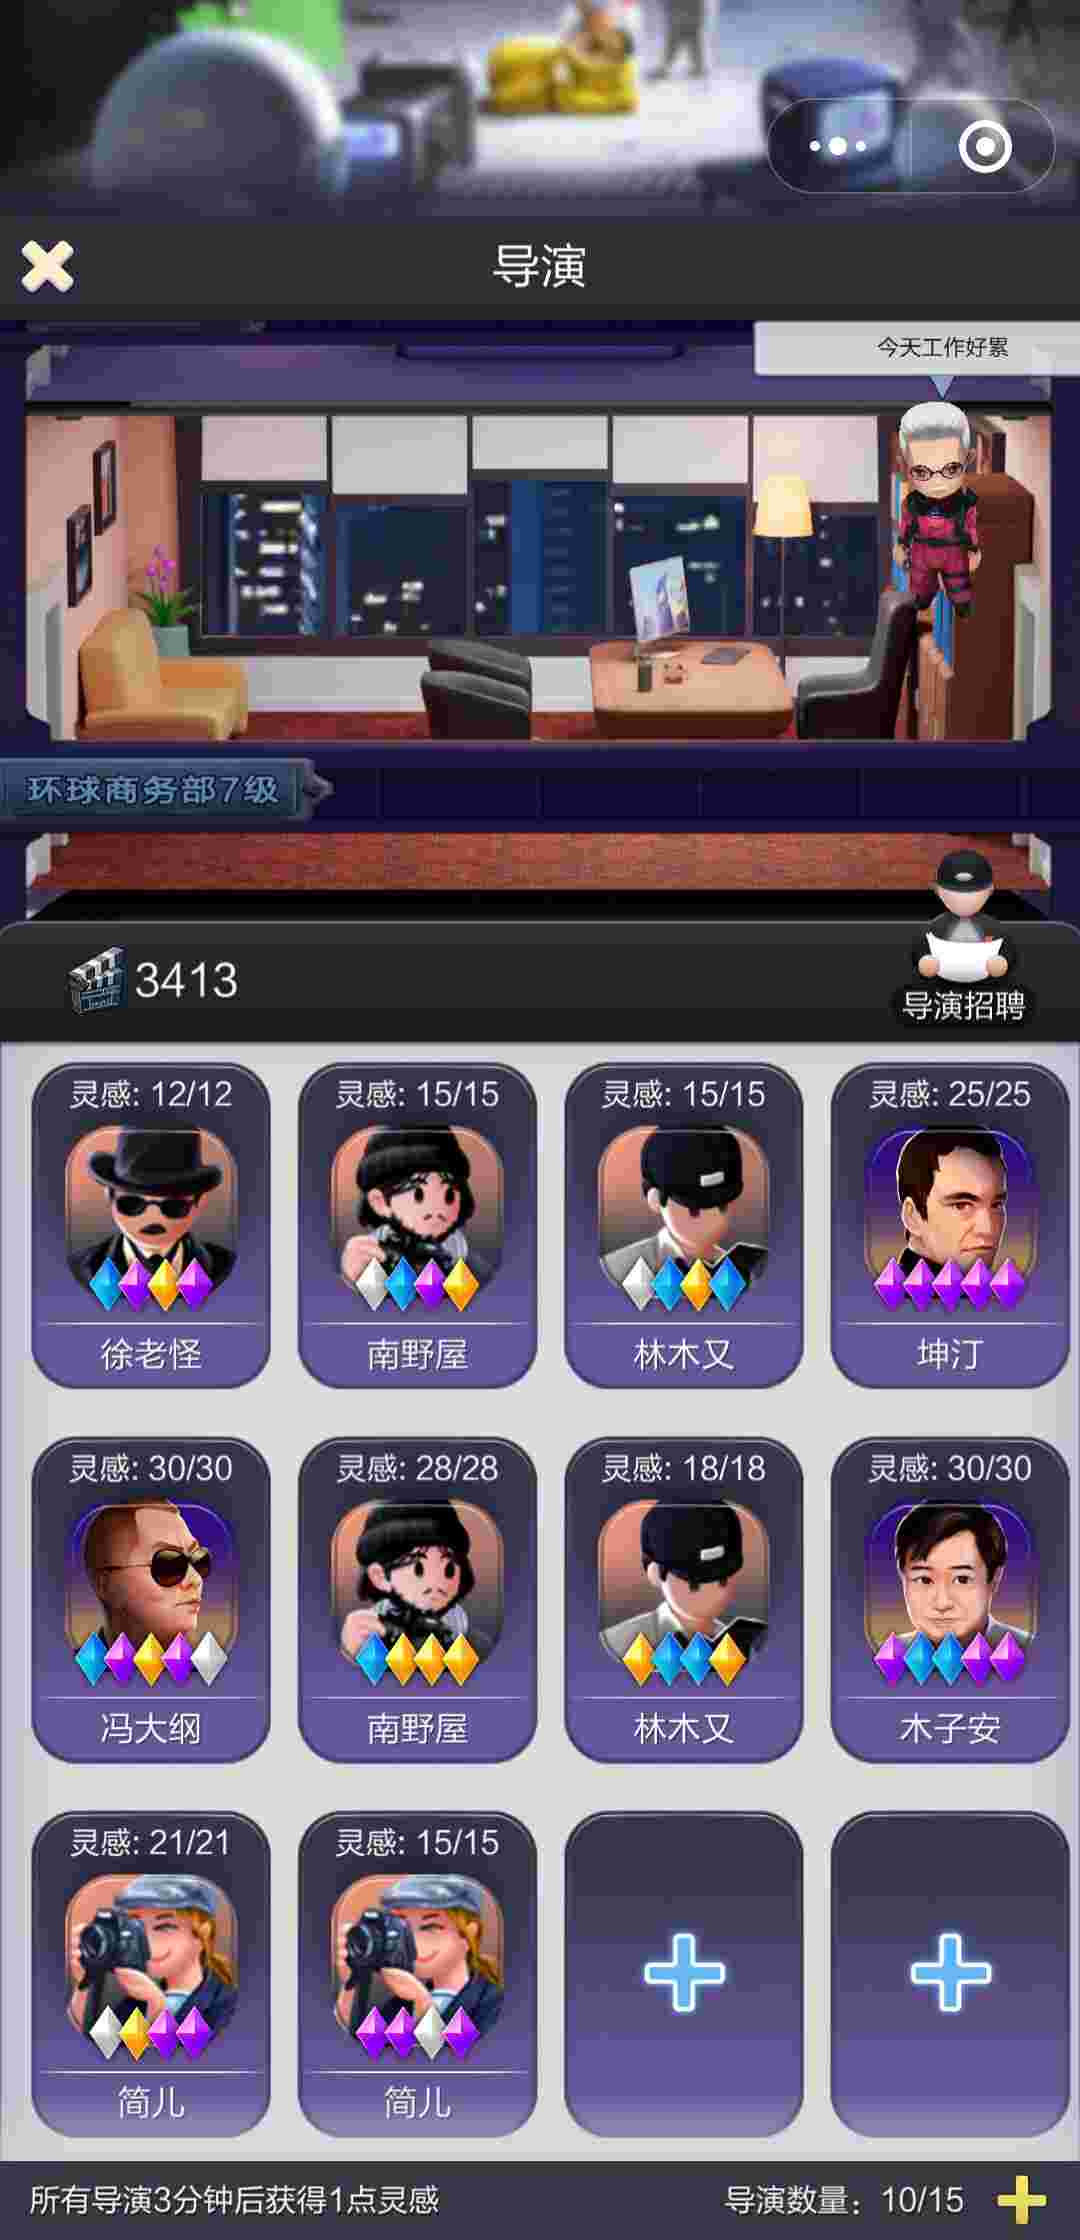 导演
今天工作好累
环球商务部7级
3413
导演招聘
灵感: 12/12
灵感: 15/15
灵感: 15/15
灵感: 25/25
徐老怪
南野屋
林木又
坤汀
灵感: 30/30
灵感: 28/28
灵感: 18/18
灵感: 30/30
冯大纲
南野屋
林木又
木子安
灵感: 21/21
灵感: 15/15
简儿
简儿
所有导演3分钟后获得1点灵感
导演数量：10/15